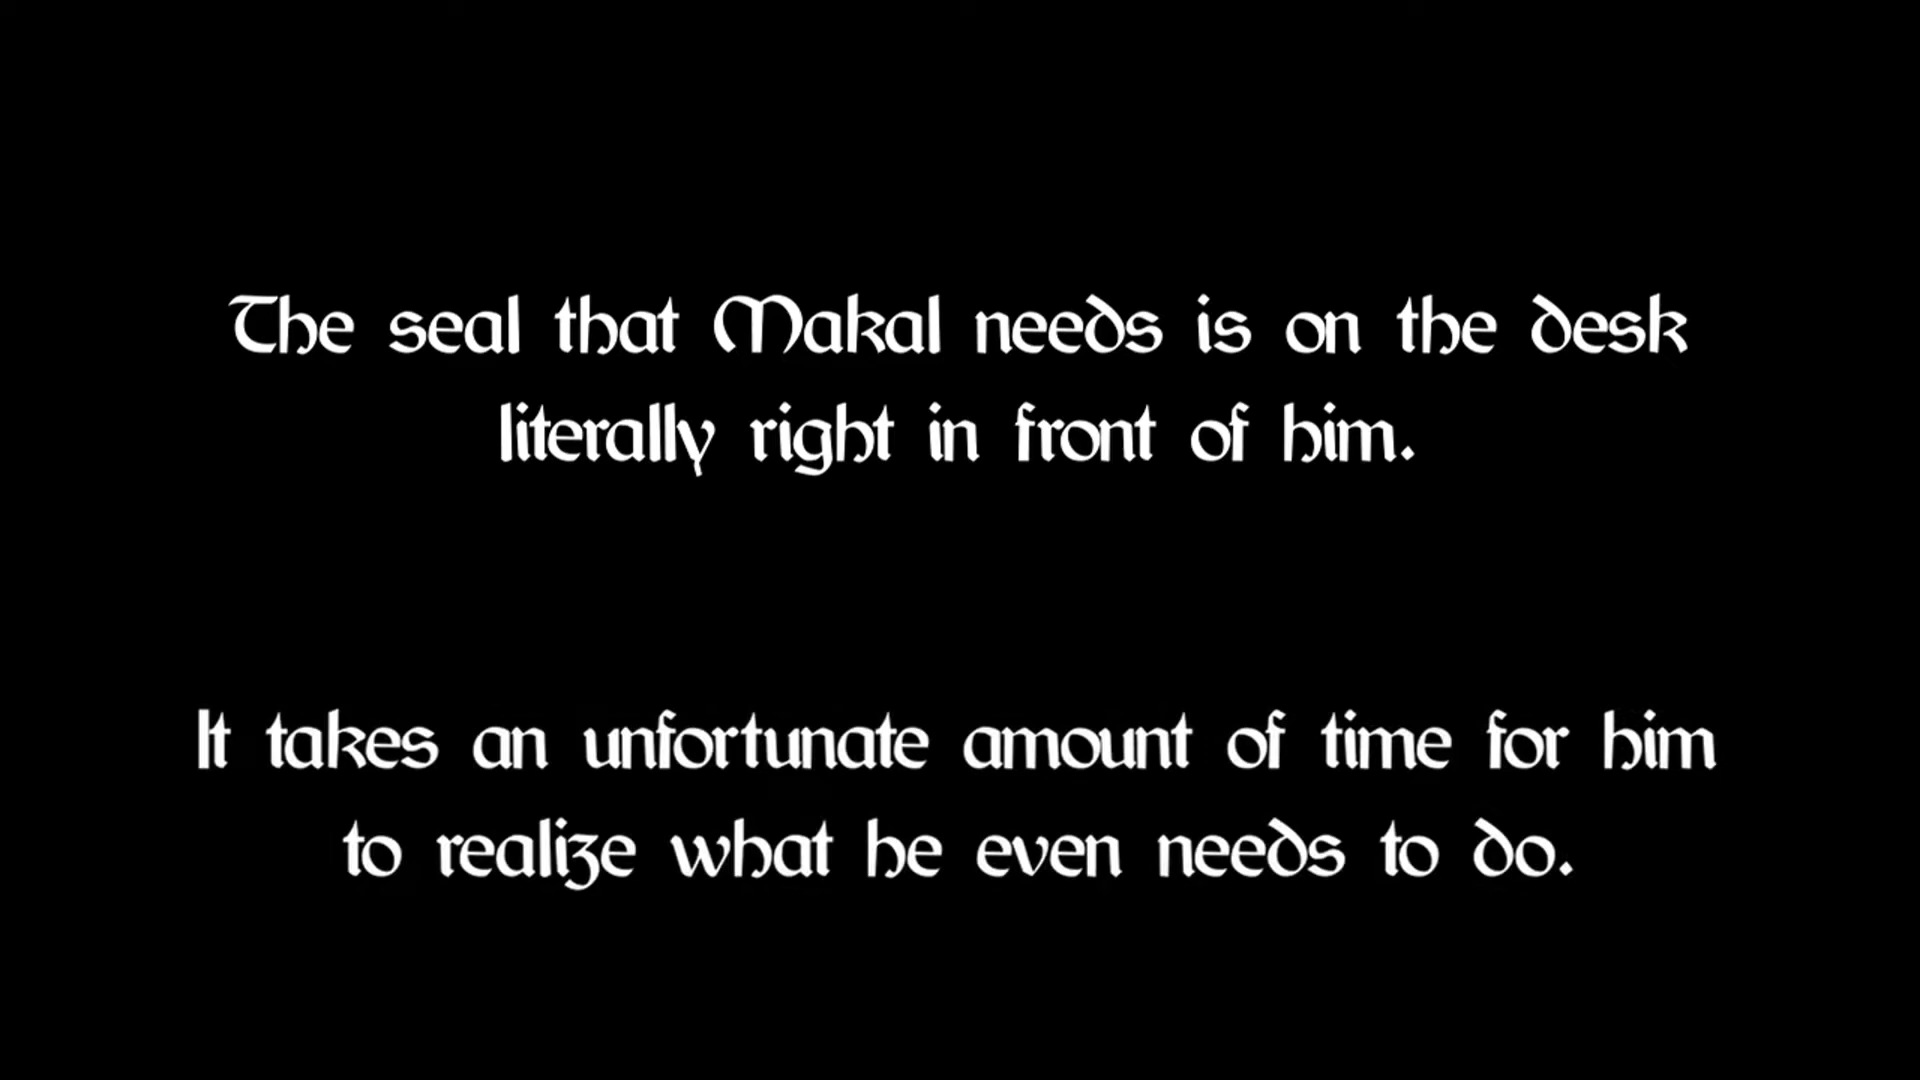 The seal that Makal needs is on the desk
literally right in front of him.
It takes an unfortunate amount of time for him
to realize what he even needs to do.